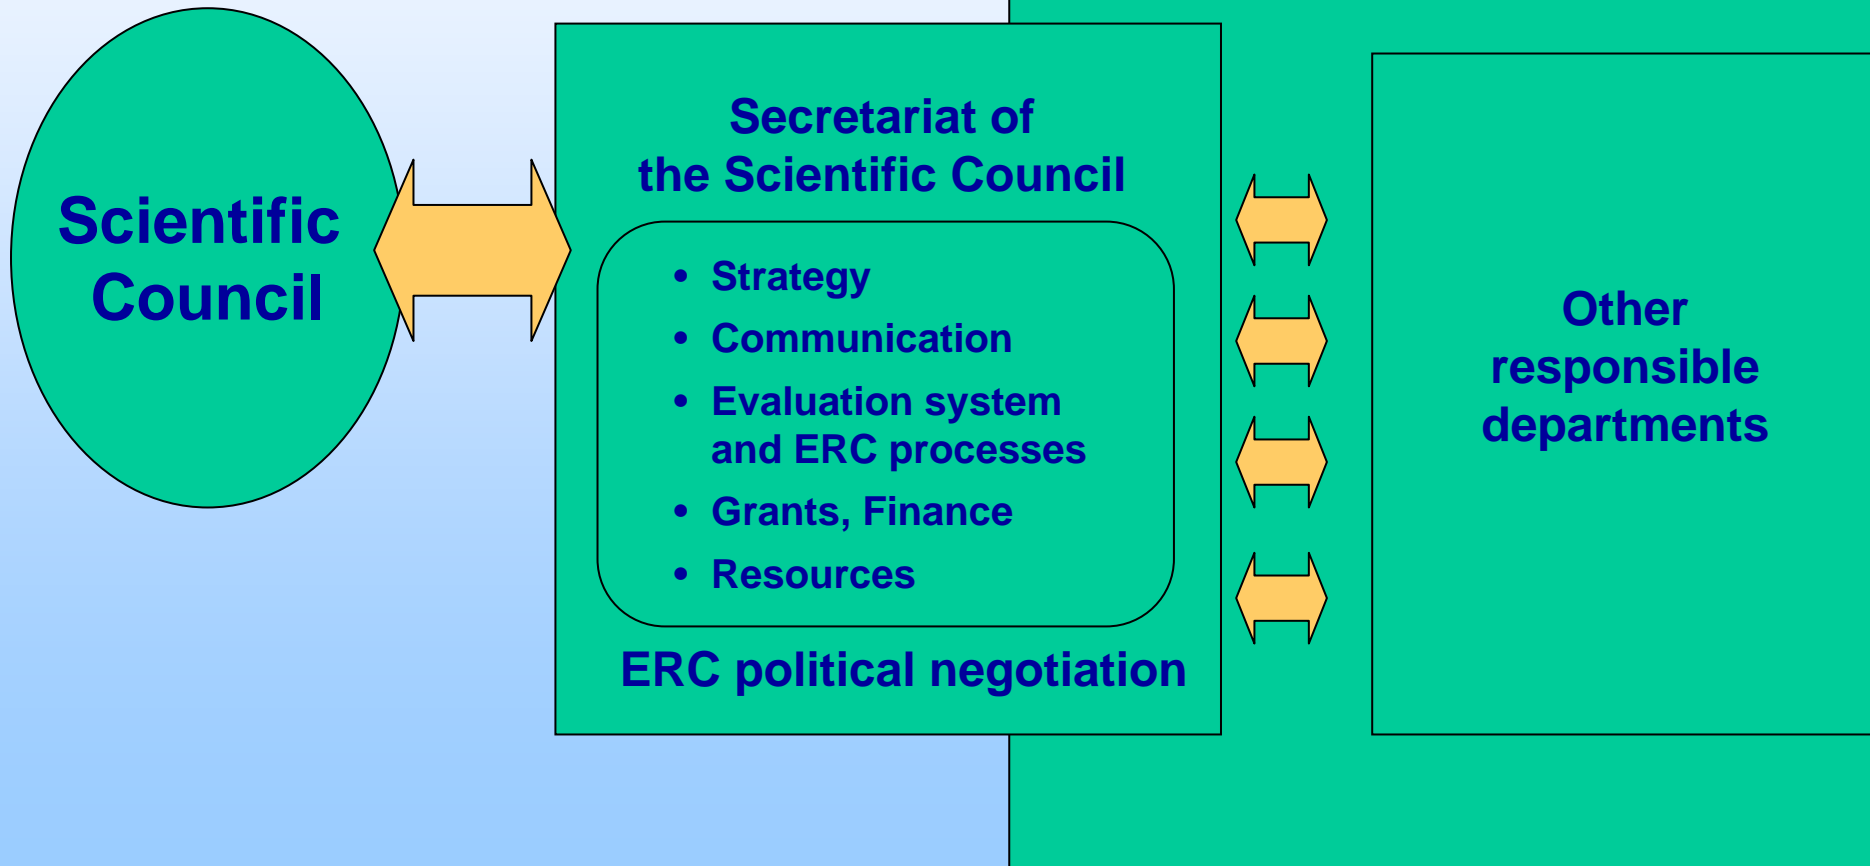 Scientific
Council
Secretariat of
the Scientific Council
• Strategy
• Communication
• Evaluation system
and ERC processes
• Grants, Finance
• Resources
ERC political negotiation
Other
responsible
departments